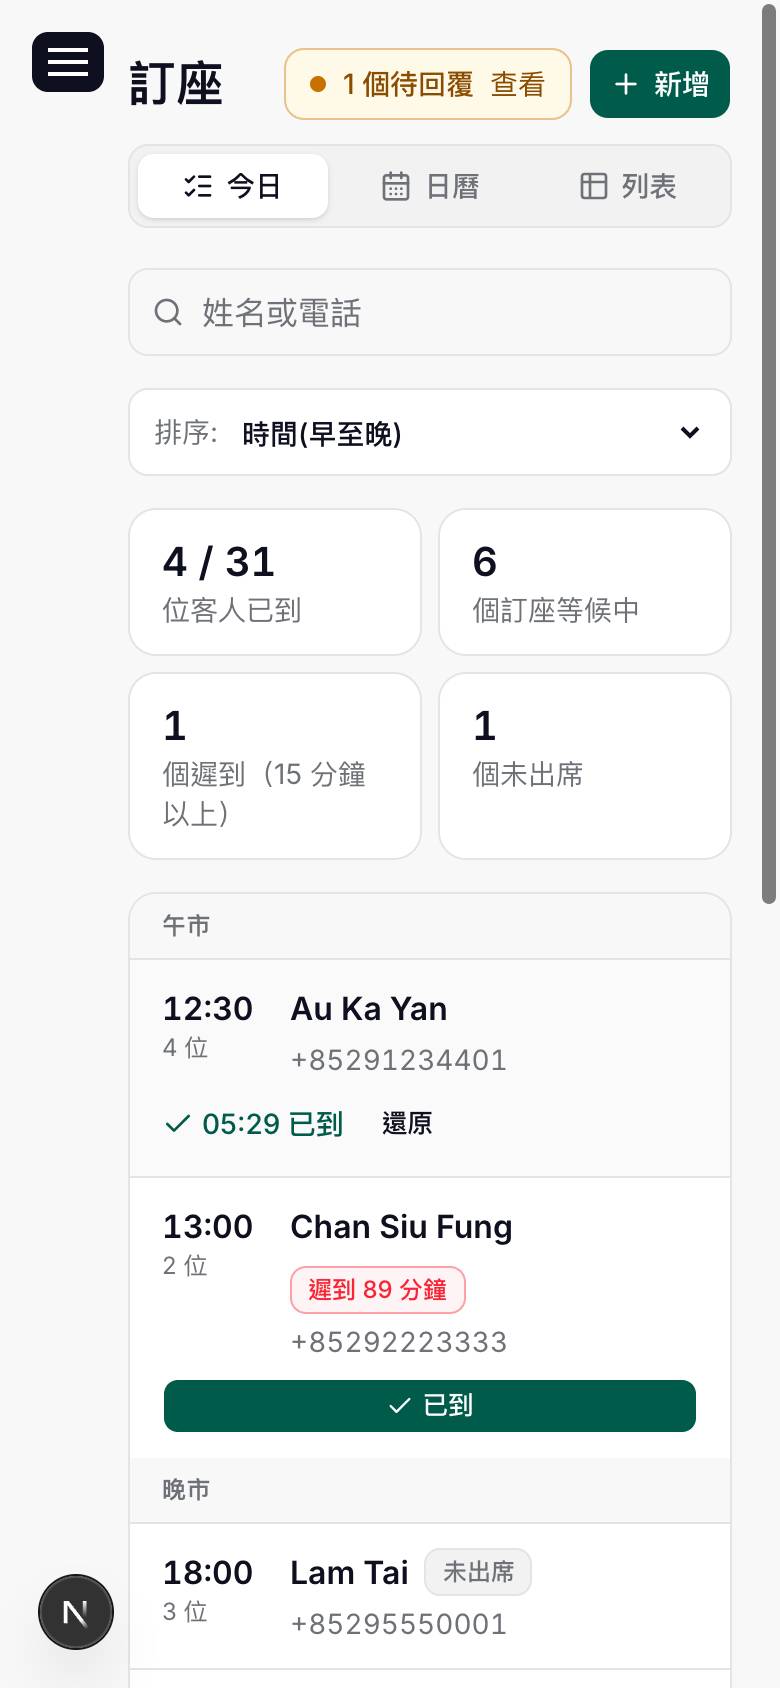 訂座
1 個待回覆 查看
新增
今日
日曆
列表
姓名或電話
排序: 時間(早至晚)
4 / 31
位客人已到
6
個訂座等候中
1
個遲到（15 分鐘
以上）
1
個未出席
午市
12:30 Au Ka Yan
4 位
+85291234401
05:29 已到 還原
13:00 Chan Siu Fung
2 位
遲到 89 分鐘
+85292223333
已到
晚市
18:00 Lam Tai 未出席
3 位
+85295550001
N